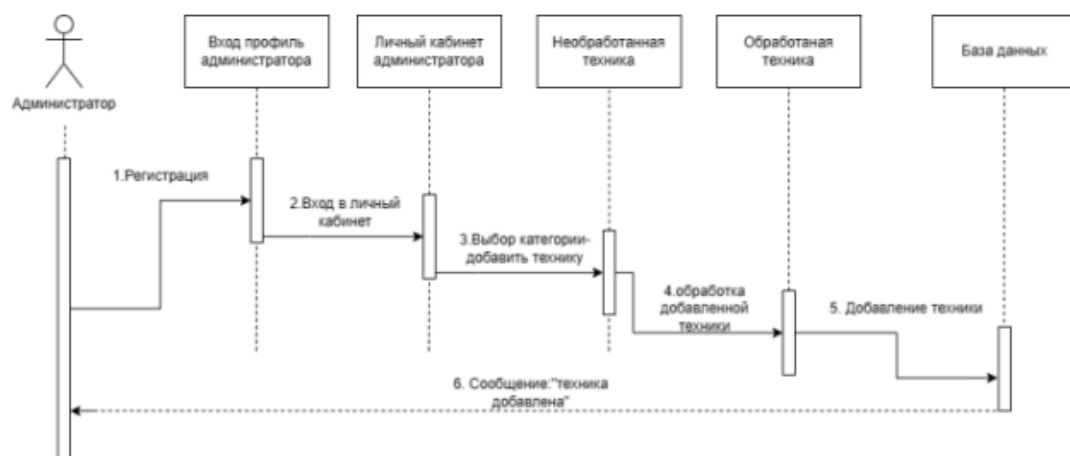 Администратор
Вход профиль
администратора
Личный кабинет
администратора
Необработанная
техника
Обработаная
техника
База данных
1.Регистрация
2.Вход в личный
кабинет
3.Выбор категории-
добавить технику
4.обработка
добавленной
техники
5. Добавление техники
6. Сообщение:"техника
добавлена"